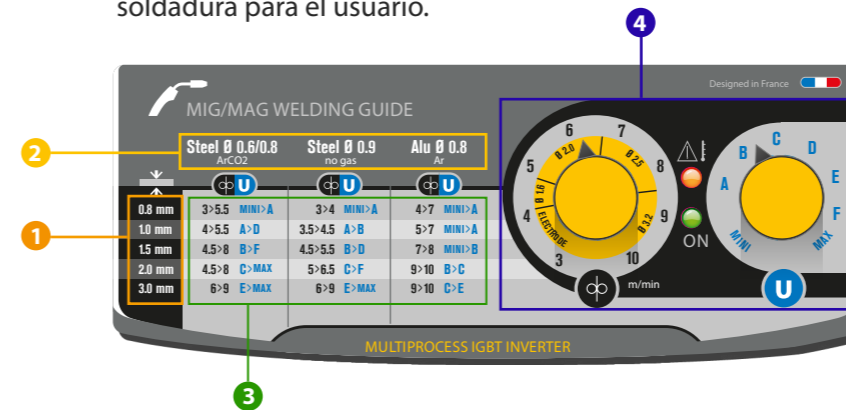 soldadura para el usuario.
4
Designed in France
MIG/MAG WELDING GUIDE
2
Steel Ø 0.6/0.8 Steel Ø 0.9 Alu Ø 0.8
ArCO2 no gas Ar
U U U
1
0.8 mm 3>5.5 MINI>A 3>4 MINI>A 4>7 MINI>A
1.0 mm 4>5.5 A>D 3.5>4.5 A>B 5>7 MINI>A
1.5 mm 4.5>8 B>F 4.5>5.5 B>D 7>8 MINI>B
2.0 mm 4.5>8 C>MAX 5>6.5 C>F 9>10 B>C
3.0 mm 6>9 E>MAX 6>9 E>MAX 9>10 C>E
3 4 5 6 7 8 9 10
ELECTRODE Ø 1.6 Ø 2.0 Ø 2.5 Ø 3.2
m/min
ON
MINI A B C D E F MAX
U
MULTIPROCESS IGBT INVERTER
3